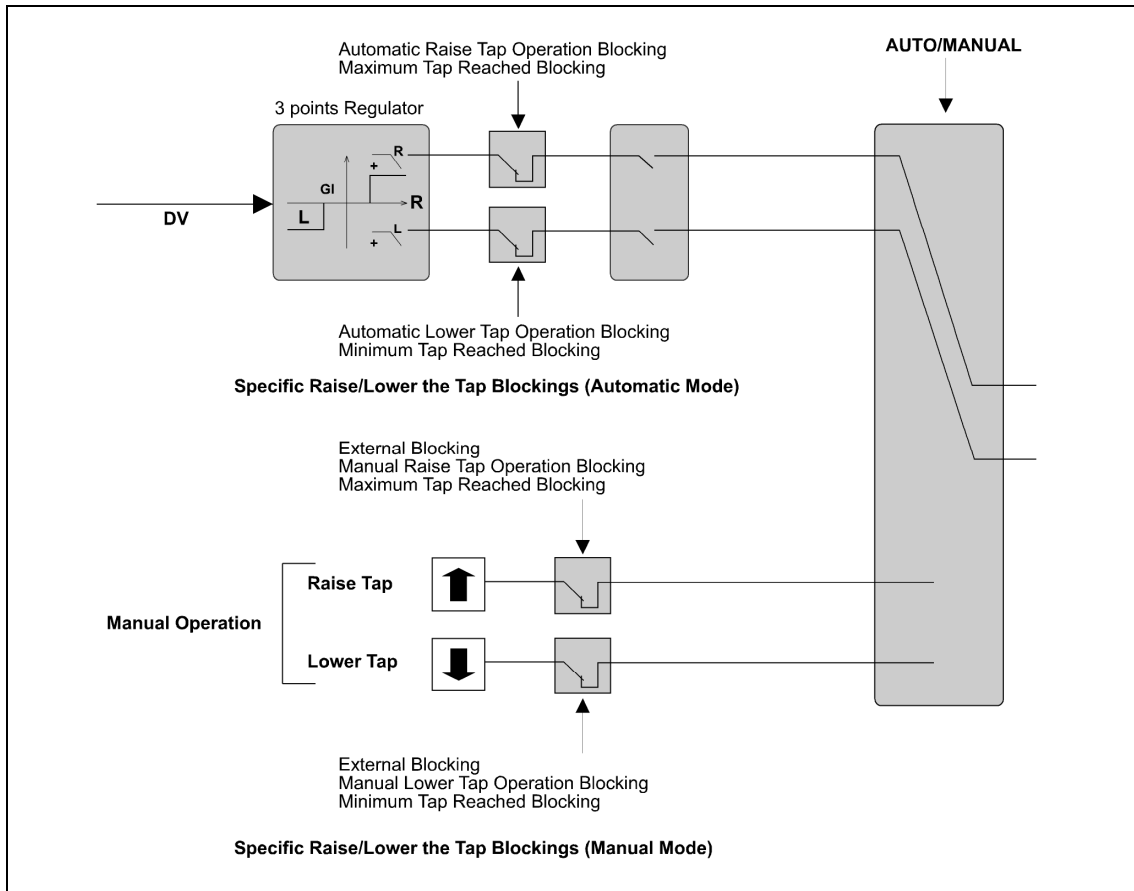 Automatic Raise Tap Operation Blocking
Maximum Tap Reached Blocking
AUTO/MANUAL
3 points Regulator
R
+
GI
R
L
L
+
DV
Automatic Lower Tap Operation Blocking
Minimum Tap Reached Blocking
Specific Raise/Lower the Tap Blockings (Automatic Mode)
External Blocking
Manual Raise Tap Operation Blocking
Maximum Tap Reached Blocking
Raise Tap
Manual Operation
Lower Tap
External Blocking
Manual Lower Tap Operation Blocking
Minimum Tap Reached Blocking
Specific Raise/Lower the Tap Blockings (Manual Mode)